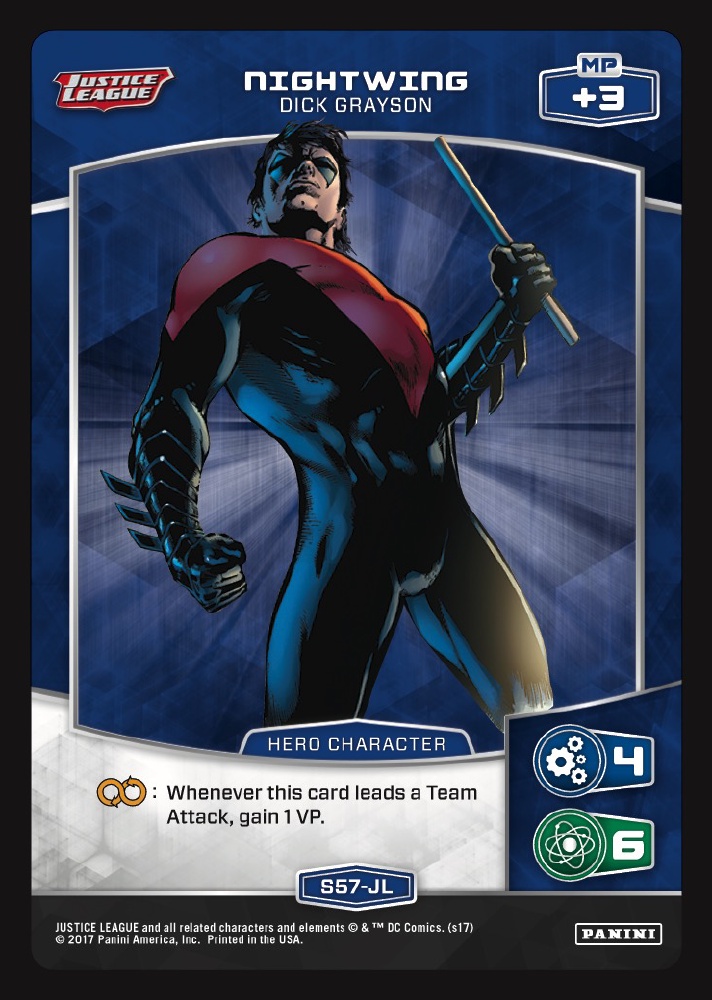 JUSTICE
LEAGUE
NIGHTWING
DICK GRAYSON
MP
+3
HERO CHARACTER
: Whenever this card leads a Team
Attack, gain 1 VP.
4
6
S57-JL
JUSTICE LEAGUE and all related characters and elements © & ™ DC Comics. (s17)
© 2017 Panini America, Inc. Printed in the USA.
PANINI